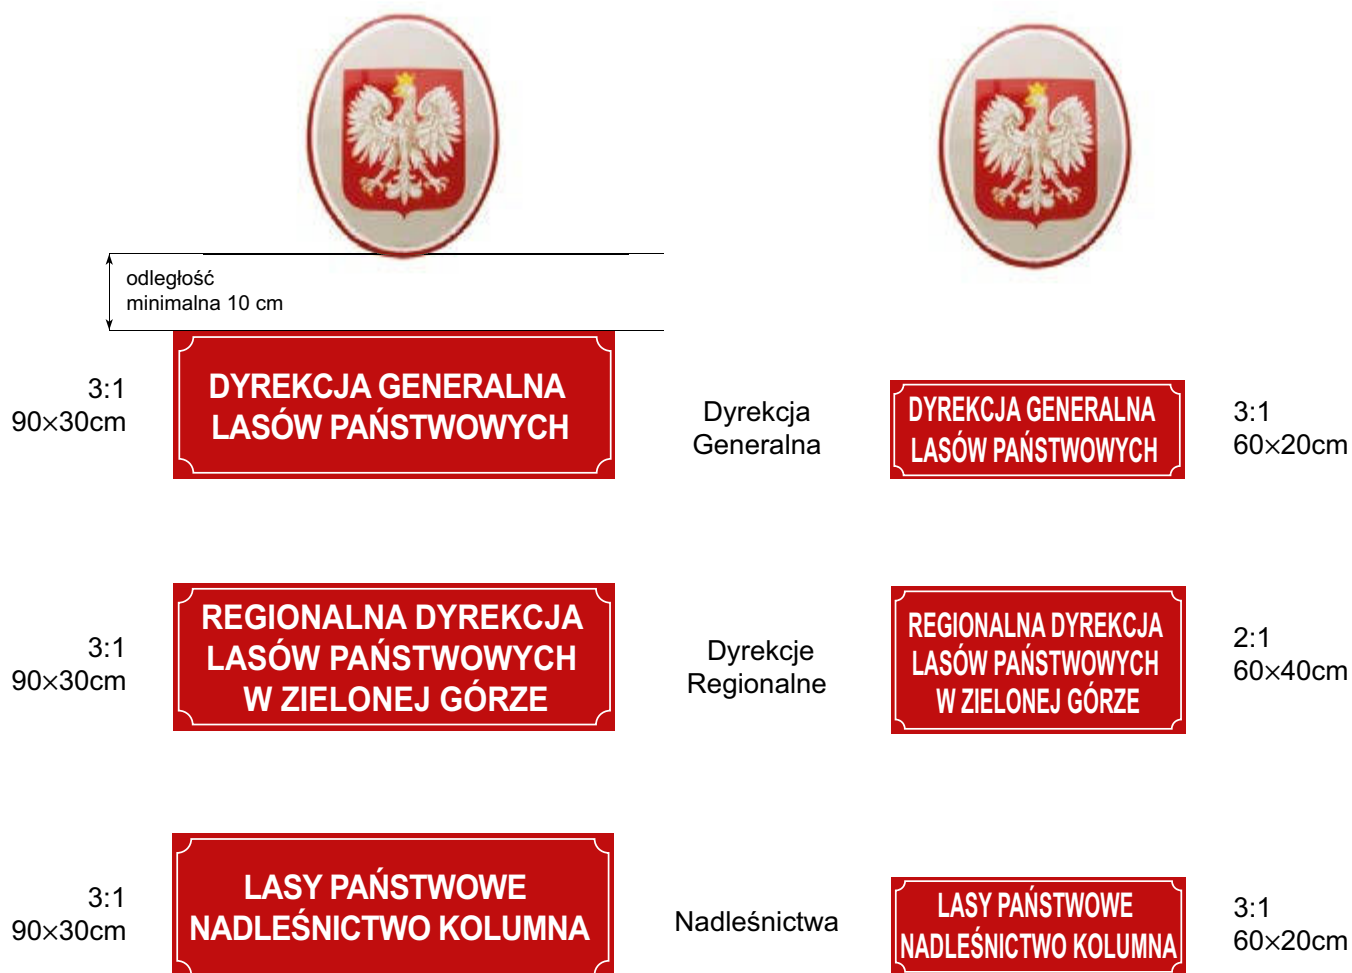 odległość
minimalna 10 cm
3:1
90×30cm
DYREKCJA GENERALNA
LASÓW PAŃSTWOWYCH
Dyrekcja
Generalna
DYREKCJA GENERALNA
LASÓW PAŃSTWOWYCH
3:1
60×20cm
3:1
90×30cm
REGIONALNA DYREKCJA
LASÓW PAŃSTWOWYCH
W ZIELONEJ GÓRZE
Dyrekcje
Regionalne
REGIONALNA DYREKCJA
LASÓW PAŃSTWOWYCH
W ZIELONEJ GÓRZE
2:1
60×40cm
3:1
90×30cm
LASY PAŃSTWOWE
NADLEŚNICTWO KOLUMNA
Nadleśnictwa
LASY PAŃSTWOWE
NADLEŚNICTWO KOLUMNA
3:1
60×20cm